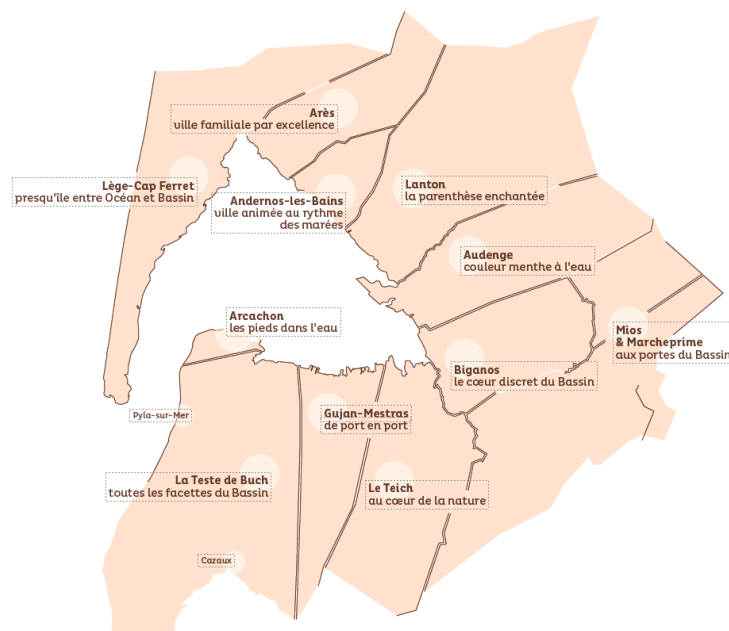 Arès
ville familiale par excellence
Lège-Cap Ferret
presqu'île entre Océan et Bassin
Andernos-les-Bains
ville animée au rythme
des marées
Lanton
la parenthèse enchantée
Audenge
couleur menthe à l'eau
Arcachon
les pieds dans l'eau
Mios
& Marcheprime
aux portes du Bassin
Biganos
le cœur discret du Bassin
Pyla-sur-Mer
Gujan-Mestras
de port en port
La Teste de Buch
toutes les facettes du Bassin
Le Teich
au cœur de la nature
Cazaux